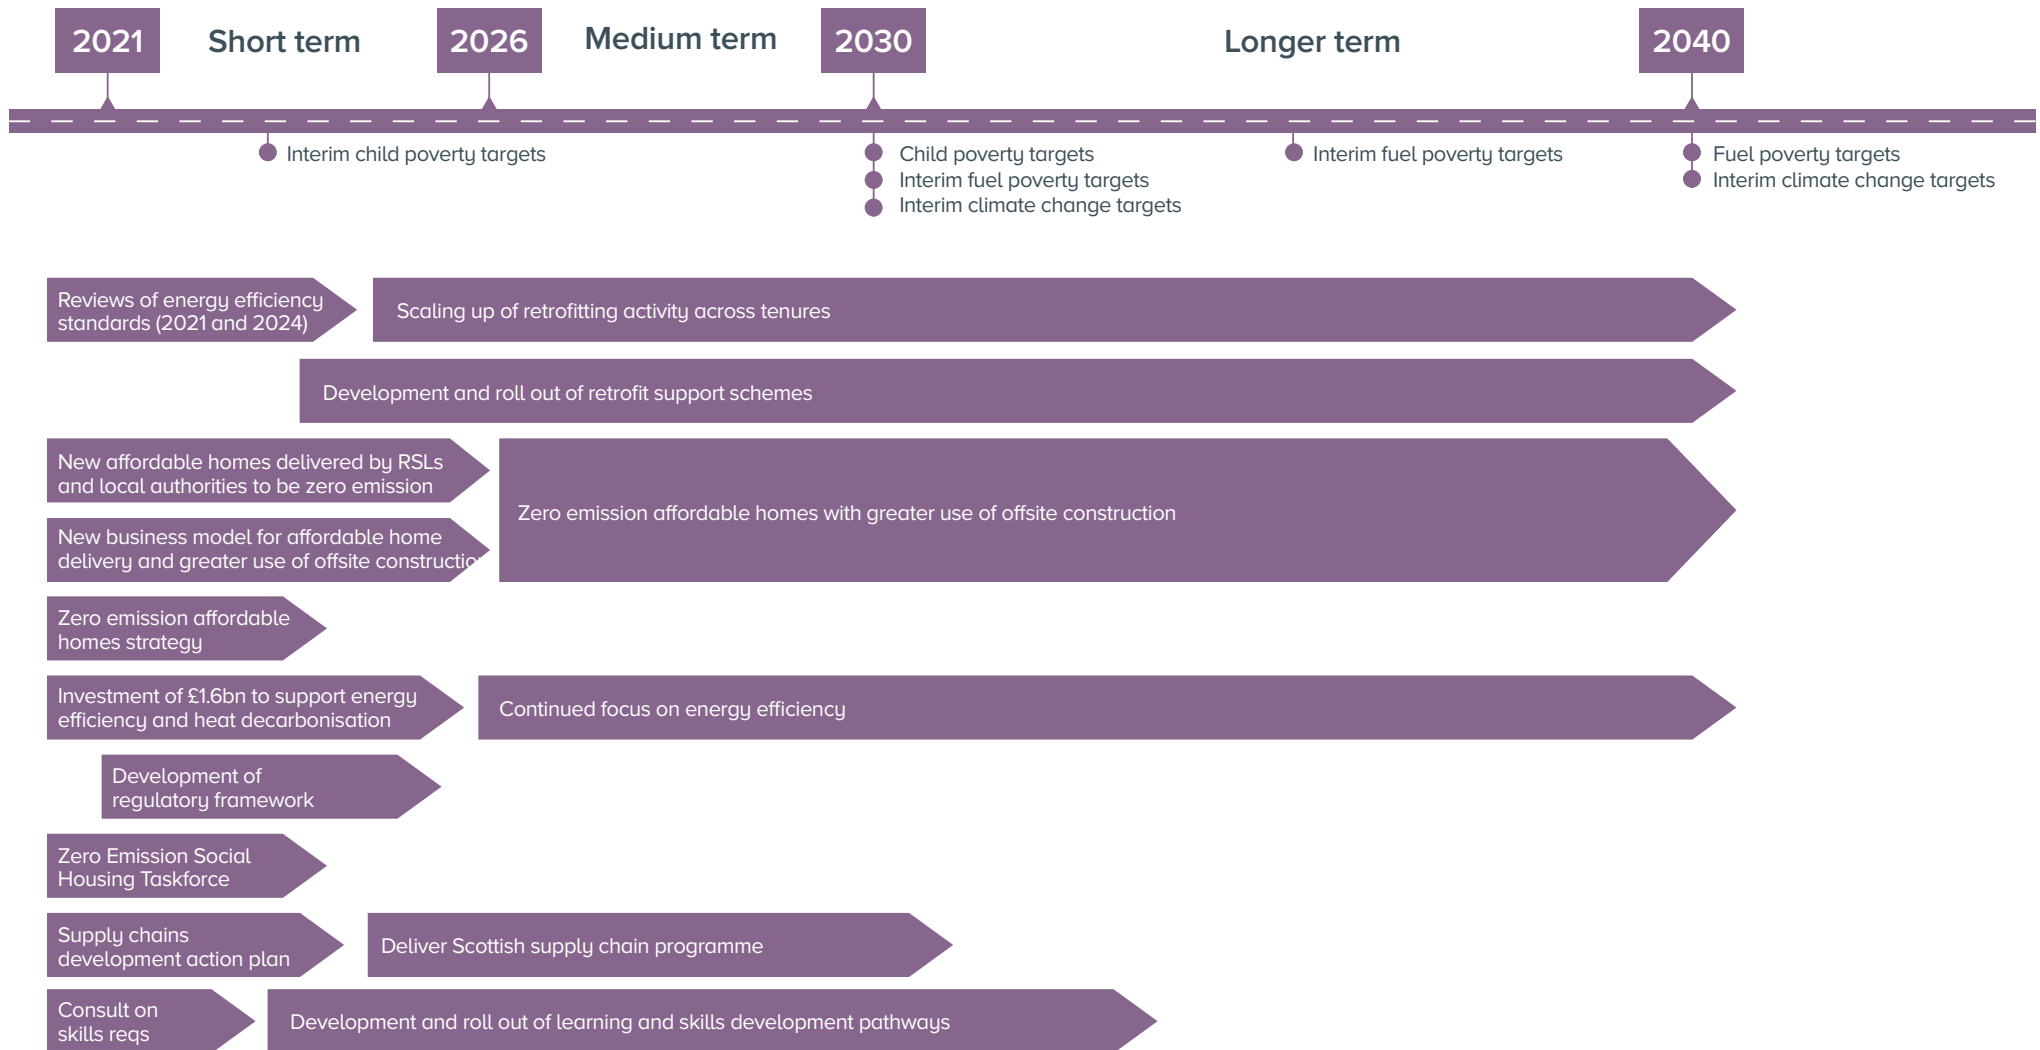 2021
Short term
2026
Medium term
2030
Longer term
2040
Interim child poverty targets
Child poverty targets
Interim fuel poverty targets
Interim climate change targets
Interim fuel poverty targets
Fuel poverty targets
Interim climate change targets
Reviews of energy efficiency
standards (2021 and 2024)
Scaling up of retrofitting activity across tenures
Development and roll out of retrofit support schemes
New affordable homes delivered by RSLs
and local authorities to be zero emission
New business model for affordable home
delivery and greater use of offsite construction
Zero emission affordable homes with greater use of offsite construction
Zero emission affordable
homes strategy
Investment of £1.6bn to support energy
efficiency and heat decarbonisation
Continued focus on energy efficiency
Development of
regulatory framework
Zero Emission Social
Housing Taskforce
Supply chains
development action plan
Deliver Scottish supply chain programme
Consult on
skills reqs
Development and roll out of learning and skills development pathways